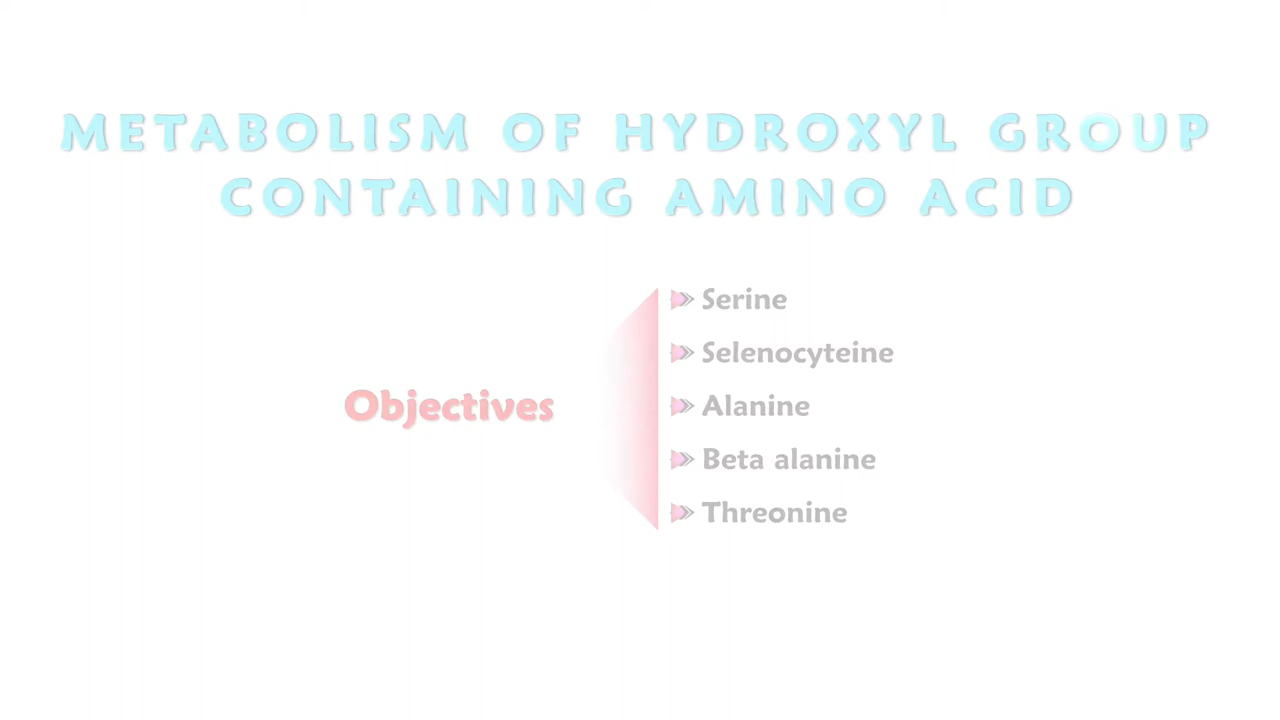 METABOLISM OF HYDROXYL GROUP
CONTAINING AMINO ACID
Objectives
Serine
Selenocyteine
Alanine
Beta alanine
Threonine